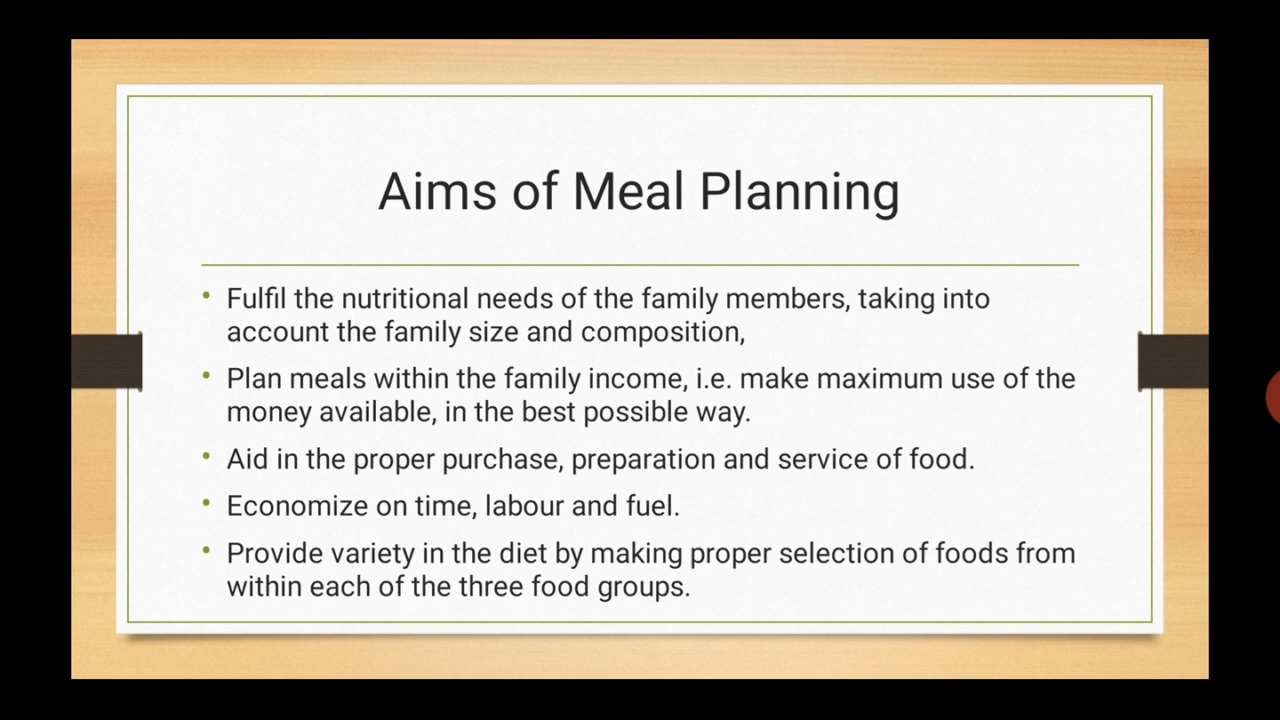 Aims of Meal Planning
• Fulfil the nutritional needs of the family members, taking into
account the family size and composition,
• Plan meals within the family income, i.e. make maximum use of the
money available, in the best possible way.
• Aid in the proper purchase, preparation and service of food.
• Economize on time, labour and fuel.
• Provide variety in the diet by making proper selection of foods from
within each of the three food groups.